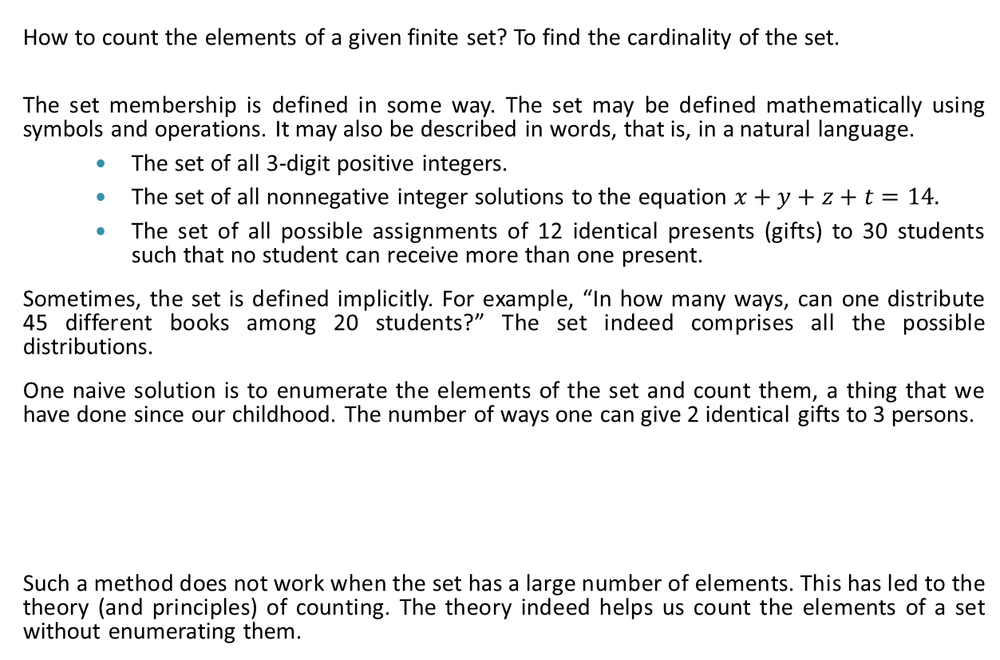 How to count the elements of a given finite set? To find the cardinality of the set.
The set membership is defined in some way. The set may be defined mathematically using
symbols and operations. It may also be described in words, that is, in a natural language.
• The set of all 3-digit positive integers.
• The set of all nonnegative integer solutions to the equation x + y + z + t = 14.
• The set of all possible assignments of 12 identical presents (gifts) to 30 students
such that no student can receive more than one present.
Sometimes, the set is defined implicitly. For example, “In how many ways, can one distribute
45 different books among 20 students?” The set indeed comprises all the possible
distributions.
One naive solution is to enumerate the elements of the set and count them, a thing that we
have done since our childhood. The number of ways one can give 2 identical gifts to 3 persons.
Such a method does not work when the set has a large number of elements. This has led to the
theory (and principles) of counting. The theory indeed helps us count the elements of a set
without enumerating them.